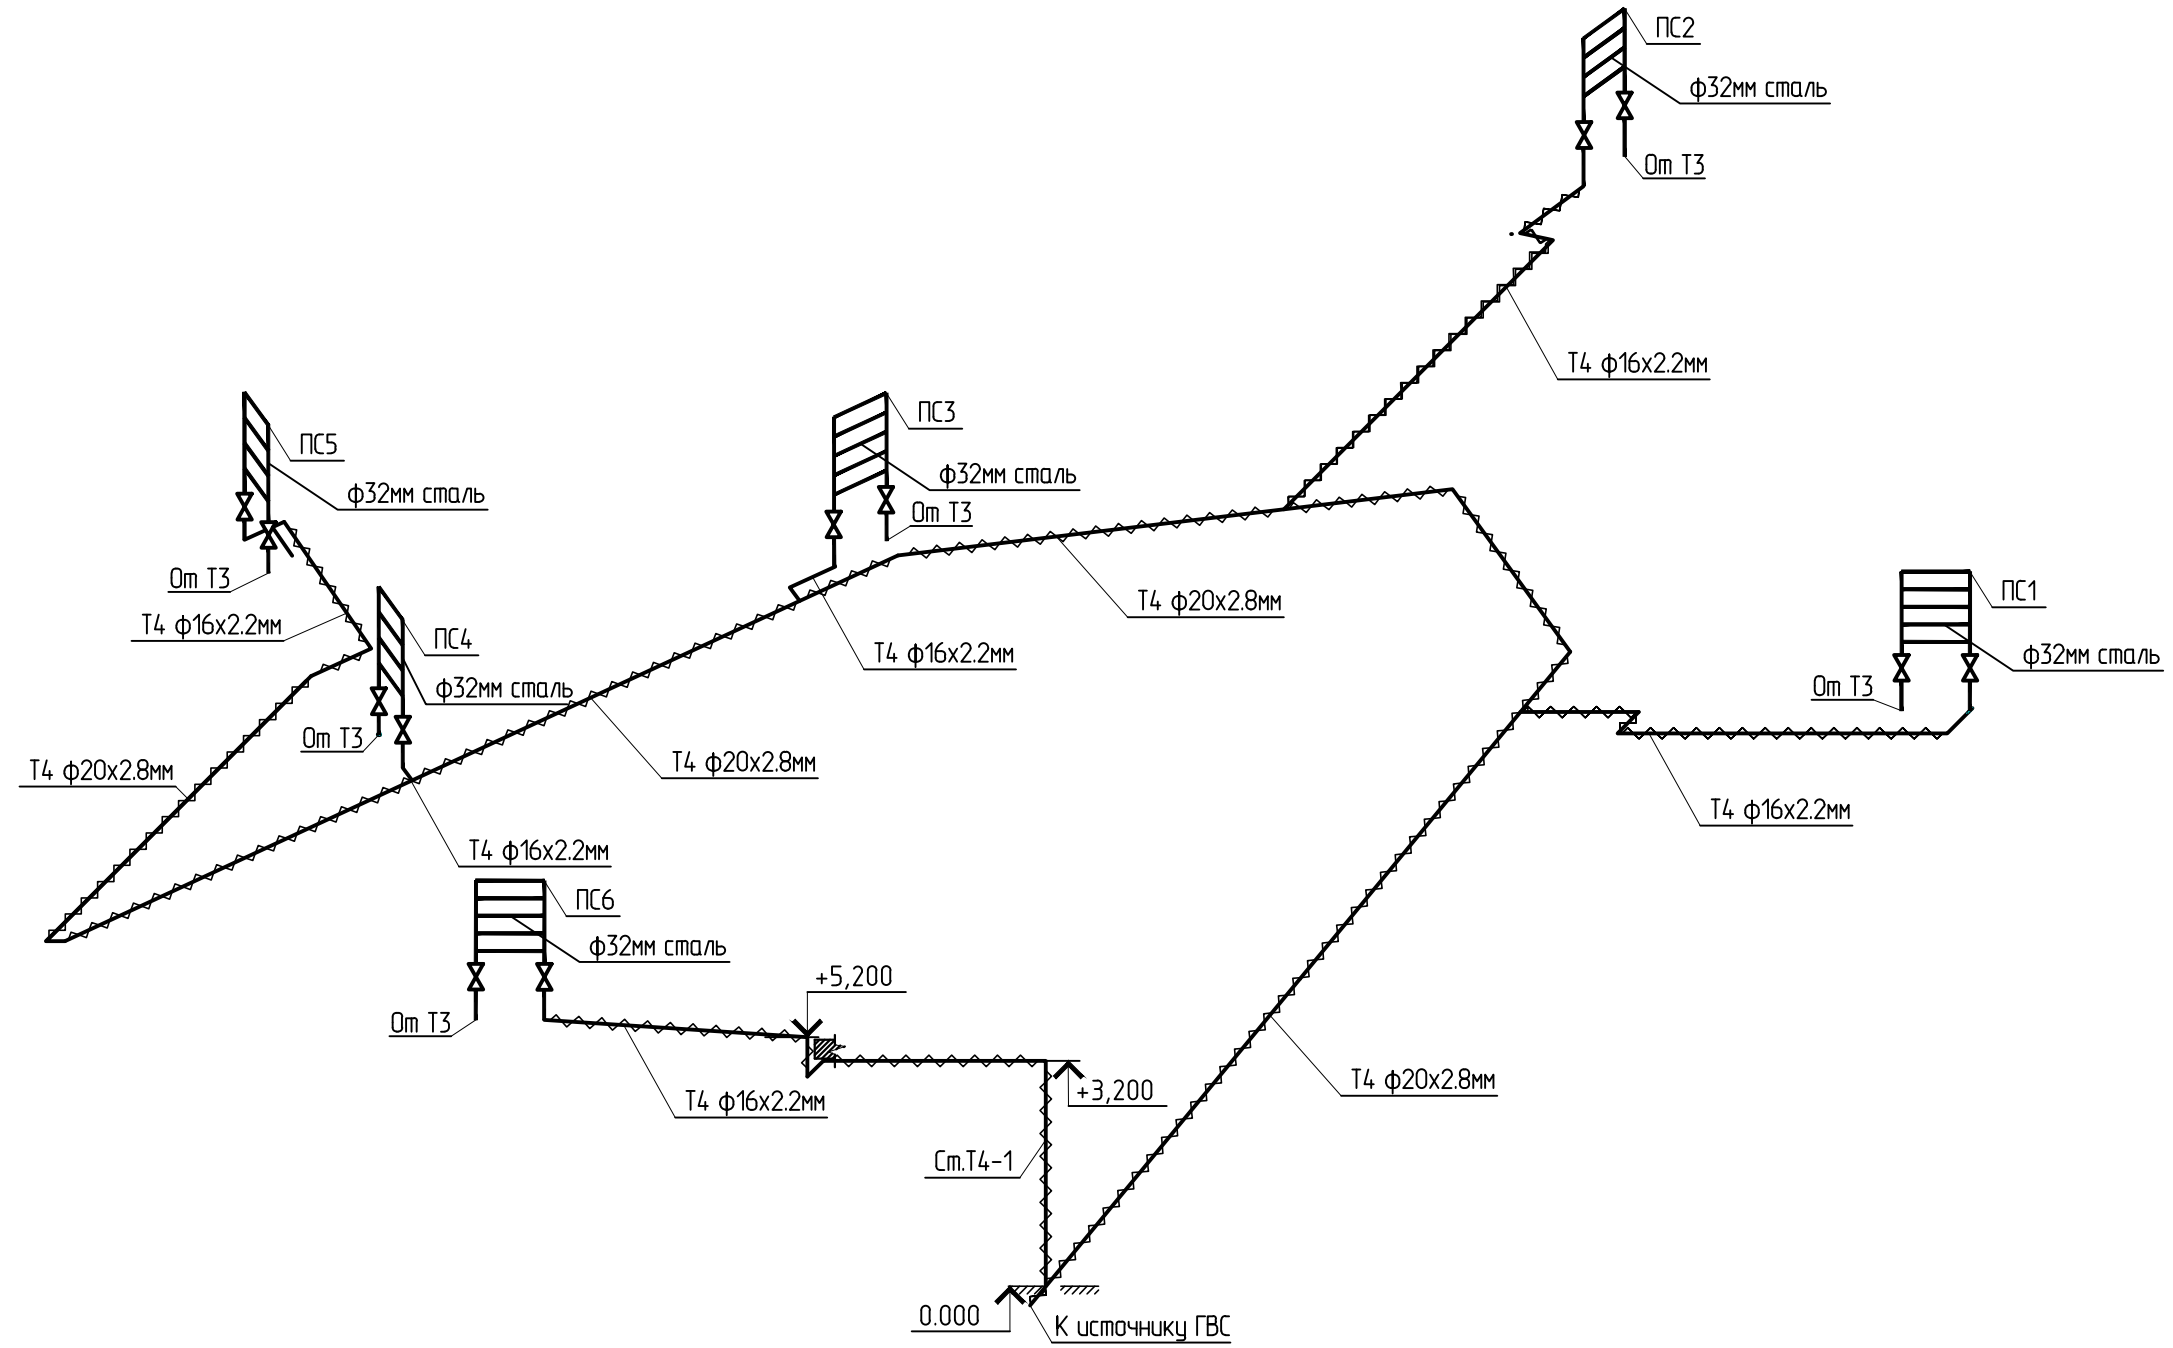 ПС2
ф32мм сталь
От Т3
Т4 ф16х2.2мм
ПС3
ПС5
ф32мм сталь
ф32мм сталь
От Т3
От Т3
ПС1
Т4 ф20х2.8мм
Т4 ф16х2.2мм
ПС4
Т4 ф16х2.2мм
ф32мм сталь
ф32мм сталь
От Т3
От Т3
Т4 ф20х2.8мм
Т4 ф20х2.8мм
Т4 ф16х2.2мм
Т4 ф16х2.2мм
ПС6
ф32мм сталь
+5,200
От Т3
Т4 ф20х2.8мм
+3,200
Т4 ф16х2.2мм
Ст.Т4-1
0.000
К источнику ГВС